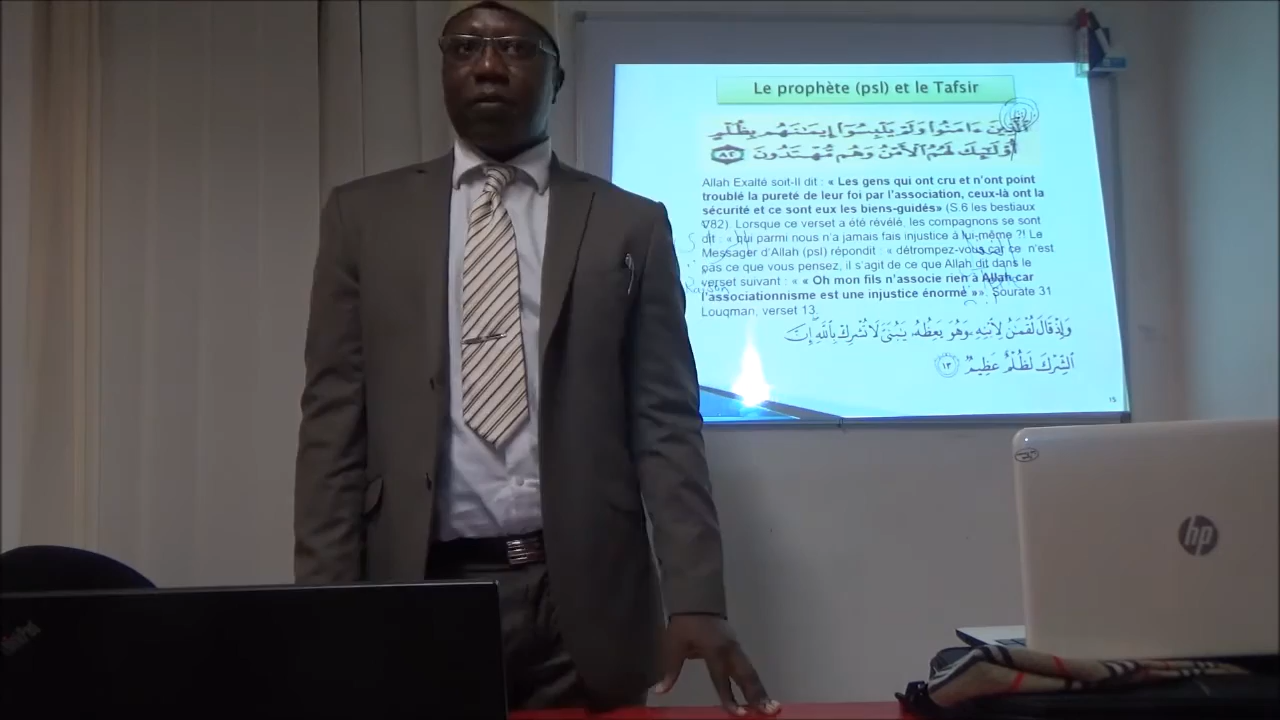 Le prophète (psl) et le Tafsir
ٱلَّذِينَ ءَامَنُوا۟ وَلَمْ يَلْبِسُوٓا۟ إِيمَـٰنَهُم بِظُلْمٍ
أُو۟لَـٰٓئِكَ لَهُمُ ٱلْأَمْنُ وَهُم مُّهْتَدُونَ ٨٢
Allah Exalté soit-Il dit : « Les gens qui ont cru et n'ont point
troublé la pureté de leur foi par l'association, ceux-là ont la
sécurité et ce sont eux les biens-guidés» (S.6 les bestiaux
V82). Lorsque ce verset a été révélé, les compagnons se sont
dit : « qui parmi nous n'a jamais fais injustice à lui-même ?! Le
Messager d'Allah (psl) répondit : « détrompez-vous car ce n'est
pas ce que vous pensez, il s'agit de ce que Allah dit dans le
verset suivant : « « Oh mon fils n'associe rien à Allah car
l'associationnisme est une injustice énorme »». Sourate 31
Louqman, verset 13.
وَإِذْ قَالَ لُقْمَـٰنُ لِٱبْنِهِۦ وَهُوَ يَعِظُهُۥ يَـٰبُنَىَّ لَا تُشْرِكْ بِٱللَّهِ إِنَّ
ٱلشِّرْكَ لَظُلْمٌ عَظِيمٌ ١٣
15
Raison
hp
ThinkPad